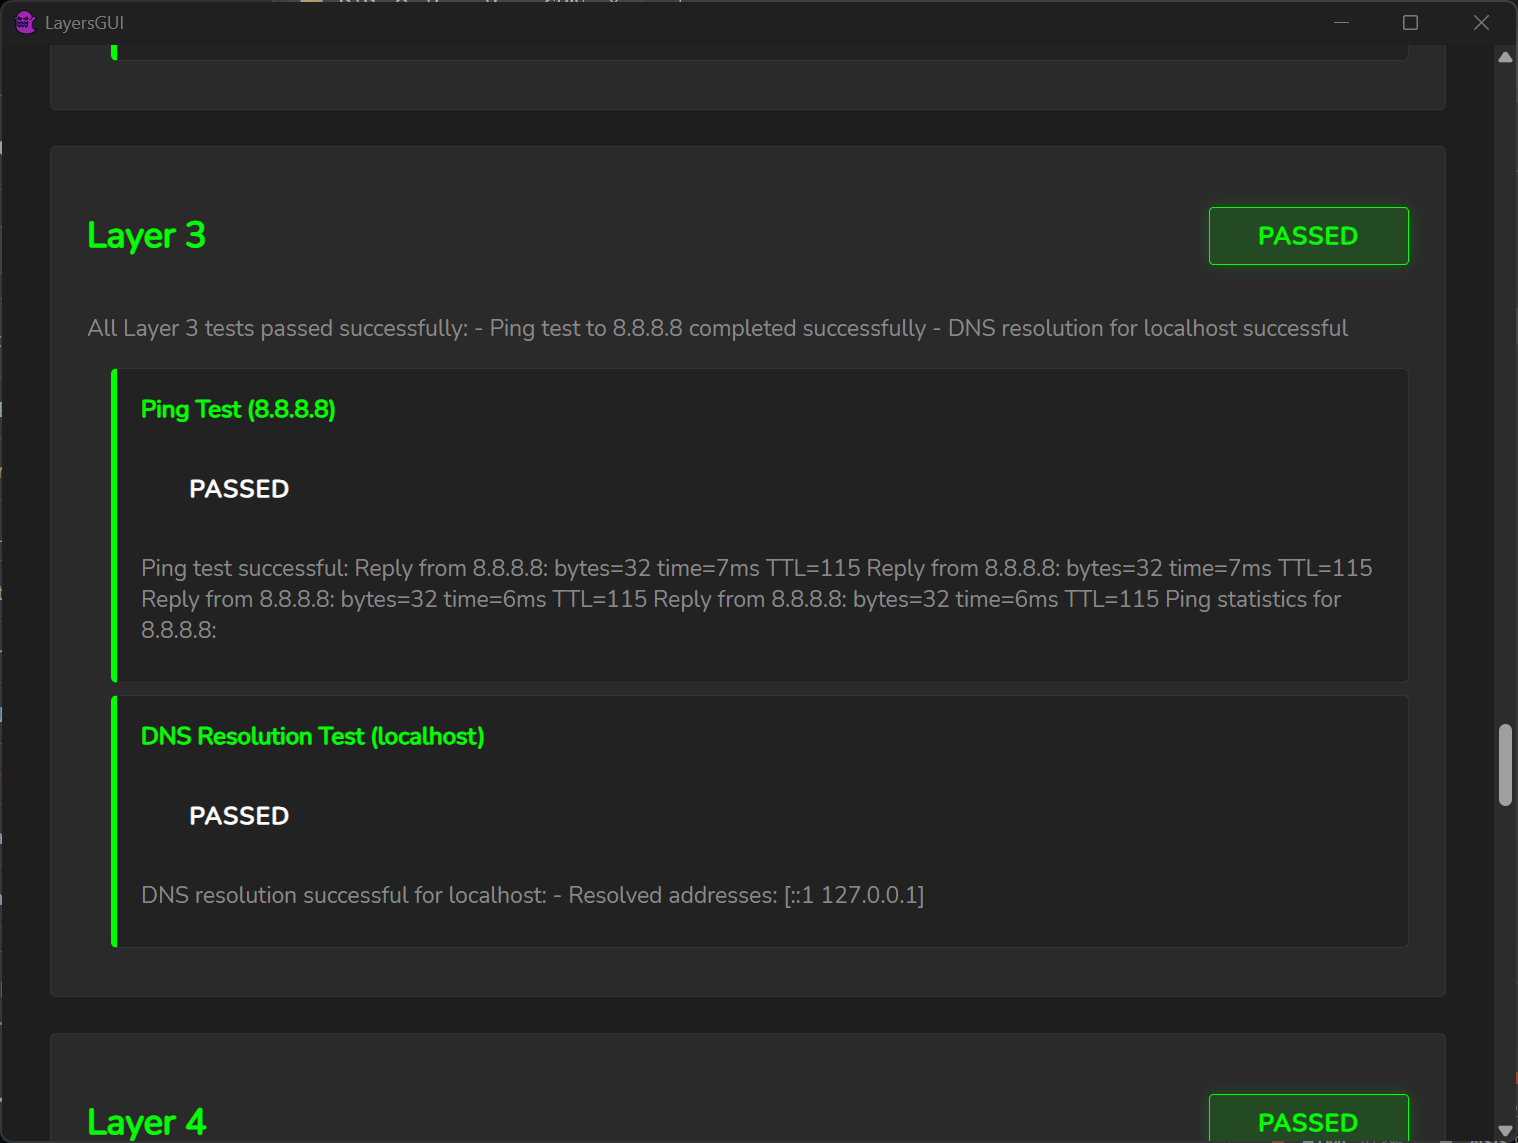 LayersGUI
Layer 3
PASSED
All Layer 3 tests passed successfully: - Ping test to 8.8.8.8 completed successfully - DNS resolution for localhost successful
Ping Test (8.8.8.8)
PASSED
Ping test successful: Reply from 8.8.8.8: bytes=32 time=7ms TTL=115 Reply from 8.8.8.8: bytes=32 time=7ms TTL=115
Reply from 8.8.8.8: bytes=32 time=6ms TTL=115 Reply from 8.8.8.8: bytes=32 time=6ms TTL=115 Ping statistics for
8.8.8.8:
DNS Resolution Test (localhost)
PASSED
DNS resolution successful for localhost: - Resolved addresses: [::1 127.0.0.1]
Layer 4
PASSED